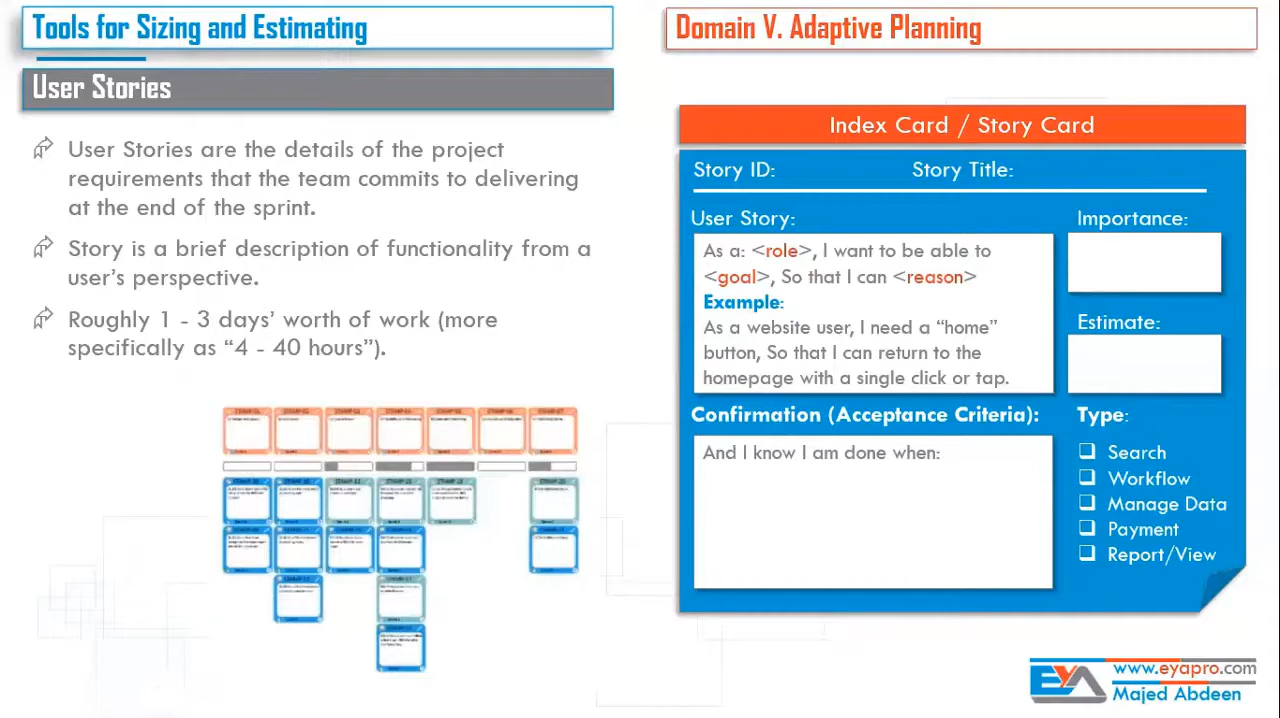 Tools for Sizing and Estimating
Domain V. Adaptive Planning
User Stories
User Stories are the details of the project
requirements that the team commits to delivering
at the end of the sprint.
Story is a brief description of functionality from a
user's perspective.
Roughly 1 - 3 days' worth of work (more
specifically as “4 - 40 hours”).
Index Card / Story Card
Story ID:
Story Title:
User Story:
As a: <role>, I want to be able to
<goal>, So that I can <reason>
Example:
As a website user, I need a “home”
button, So that I can return to the
homepage with a single click or tap.
Importance:
Estimate:
Confirmation (Acceptance Criteria):
And I know I am done when:
Type:
Search
Workflow
Manage Data
Payment
Report/View
EYA
www.eyapro.com
Majed Abdeen